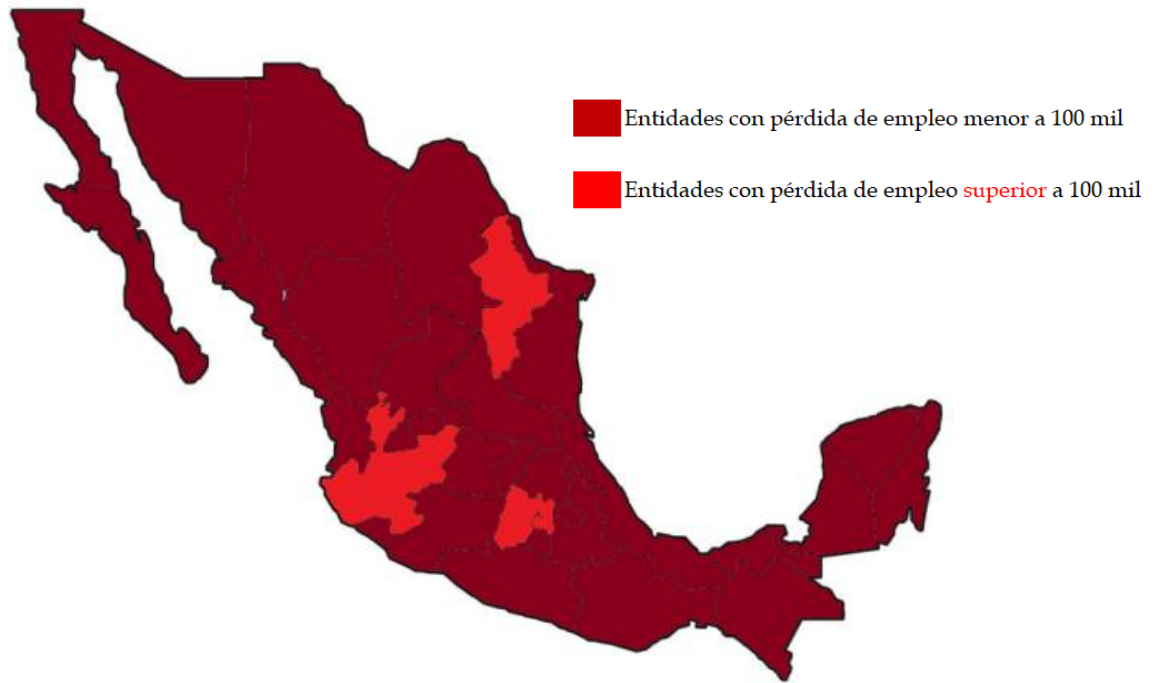 Entidades con pérdida de empleo menor a 100 mil
Entidades con pérdida de empleo superior a 100 mil